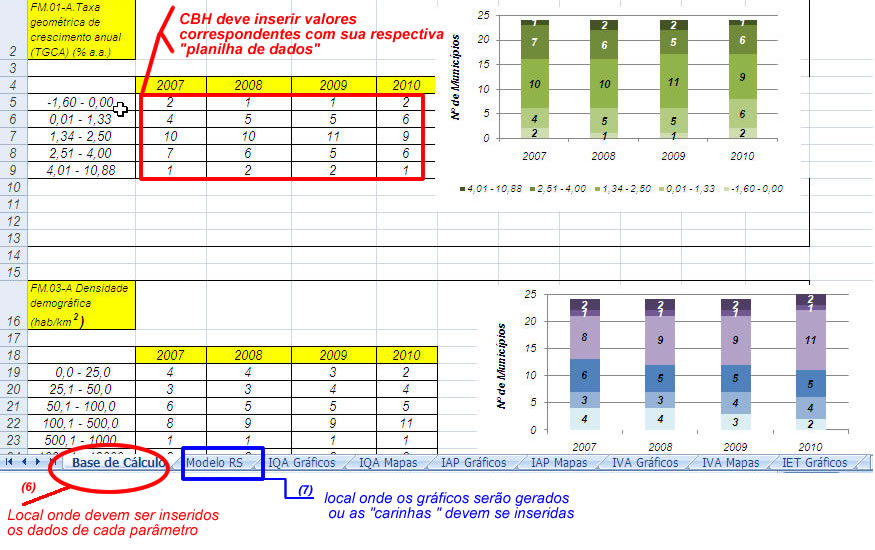 FM.01-A.Taxa
geométrica de
crescimento anual
2 (TGCA) (% a.a.)
CBH deve inserir valores
correspondentes com sua respectiva
"planilha de dados"
3
4 2007 2008 2009 2010
5 -1,60 - 0,00 2 1 1 2
6 0,01 - 1,33 4 5 5 6
7 1,34 - 2,50 10 10 11 9
8 2,51 - 4,00 7 6 5 6
9 4,01 - 10,88 1 2 2 1
10
11
12
13
14
15
Nº de Municípios
25
20
15
10
5
0
1 2 2 1
7 6 5 6
10 10 11 9
4 5 5 6
2 1 1 2
2007 2008 2009 2010
4,01 - 10,88 2,51 - 4,00 1,34 - 2,50 0,01 - 1,33 -1,60 - 0,00
FM.03-A Densidade
demográfica
16 (hab/km²)
17
18 2007 2008 2009 2010
19 0,0 - 25,0 4 4 3 2
20 25,1 - 50,0 3 3 4 4
21 50,1 - 100,0 6 5 5 5
22 100,1 - 500,0 8 9 9 11
23 500,1 - 1000 1 1 1 1
Nº de Municípios
25
20
15
10
5
0
2 2 2 2
1 1 1 1
8 9 9 11
6 5 5 5
3 3 4 4
4 4 3 2
2007 2008 2009 2010
Base de Cálculo Modelo RS IQA Gráficos IQA Mapas IAP Gráficos IAP Mapas IVA Gráficos IVA Mapas IET Gráficos
(6)
Local onde devem ser inseridos
os dados de cada parâmetro
(7)
local onde os gráficos serão gerados
ou as "carinhas " devem se inseridas